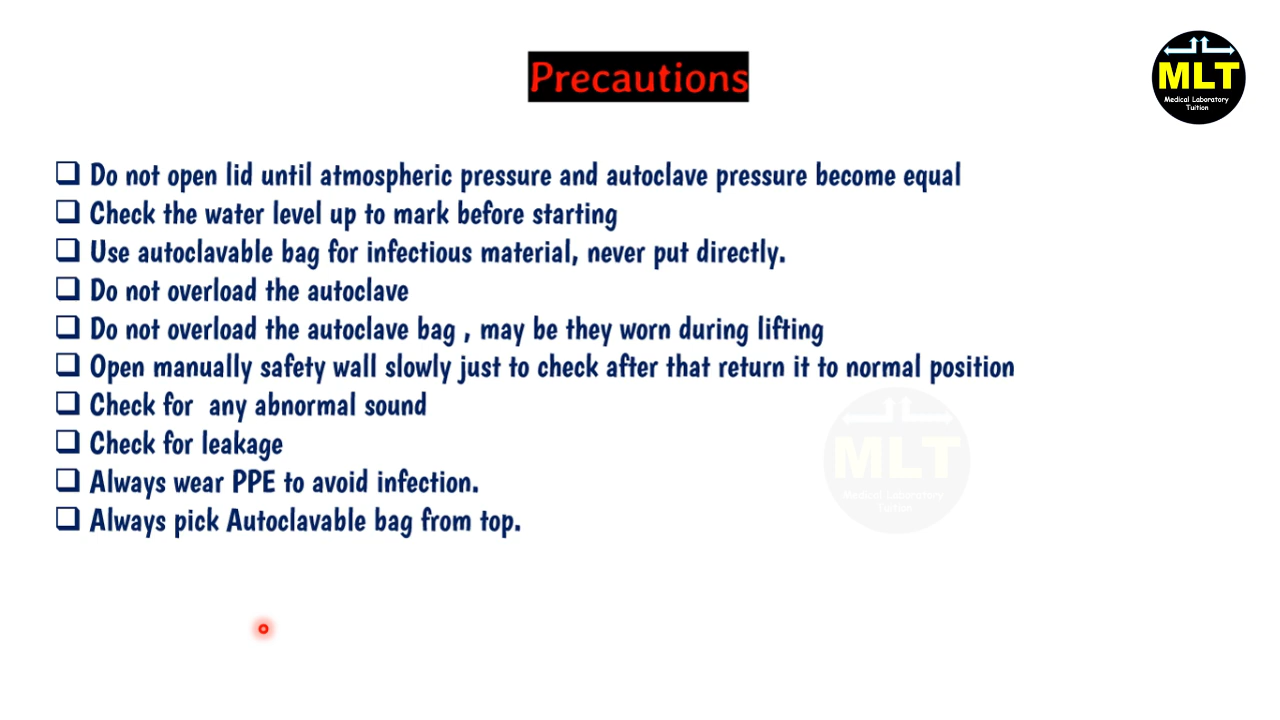 Precautions
MLT
Medical Laboratory
Tuition
Do not open lid until atmospheric pressure and autoclave pressure become equal
Check the water level up to mark before starting
Use autoclavable bag for infectious material, never put directly.
Do not overload the autoclave
Do not overload the autoclave bag , may be they worn during lifting
Open manually safety wall slowly just to check after that return it to normal position
Check for  any abnormal sound
Check for leakage
Always wear PPE to avoid infection.
Always pick Autoclavable bag from top.
MLT
Medical Laboratory
Tuition